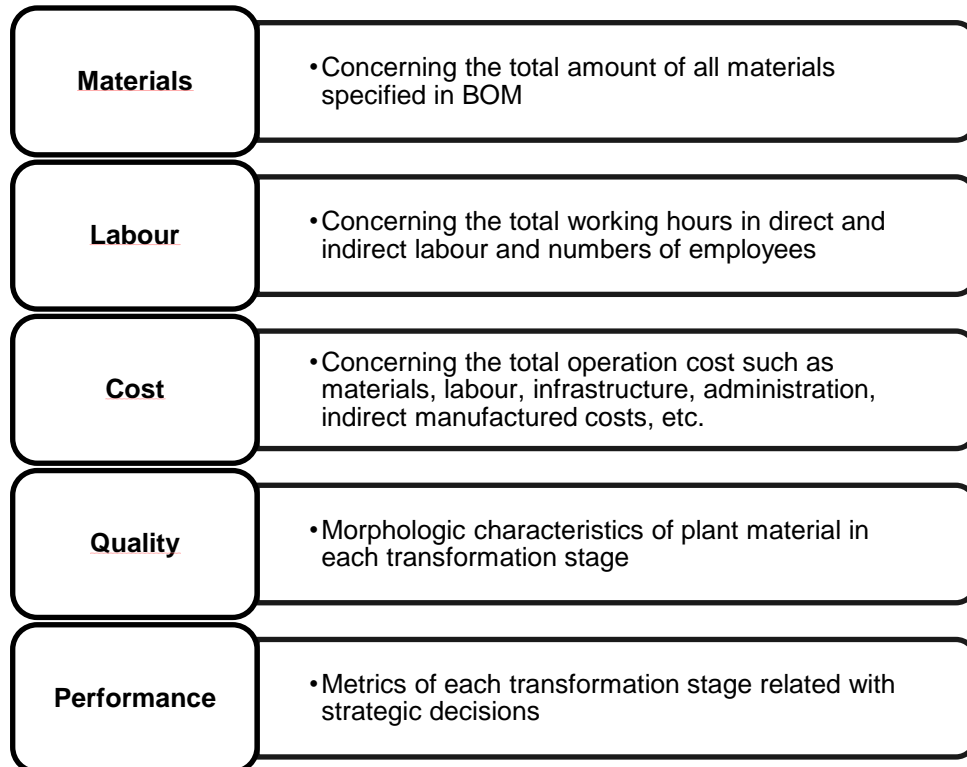 Materials
•Concerning the total amount of all materials
specified in BOM
Labour
•Concerning the total working hours in direct and
indirect labour and numbers of employees
Cost
•Concerning the total operation cost such as
materials, labour, infrastructure, administration,
indirect manufactured costs, etc.
Quality
•Morphologic characteristics of plant material in
each transformation stage
Performance
•Metrics of each transformation stage related with
strategic decisions